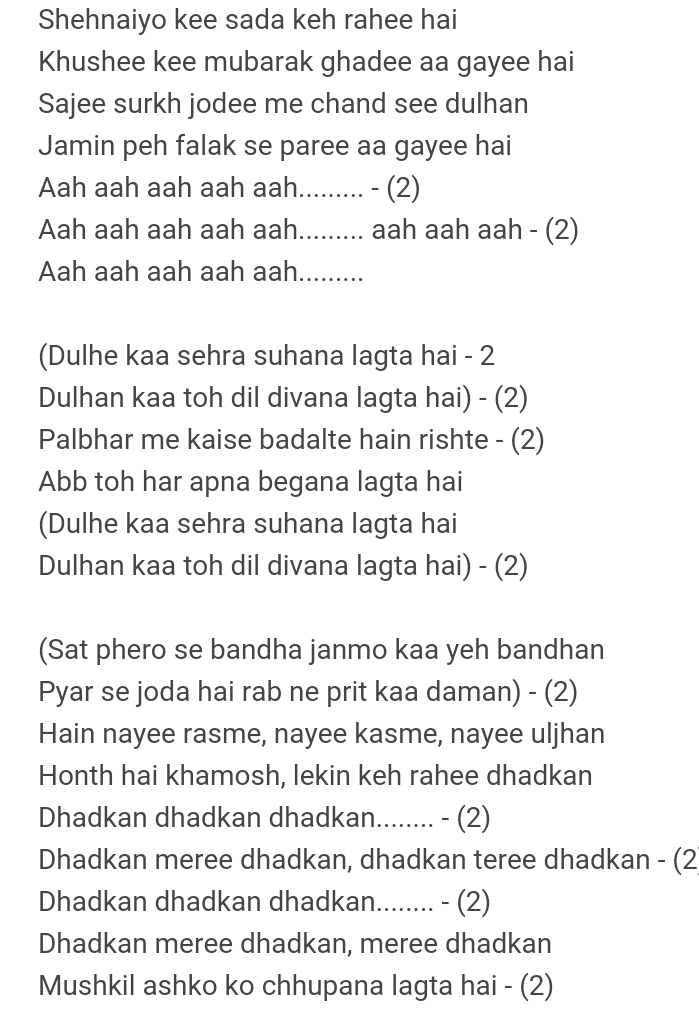 Shehnaiyo kee sada keh rahee hai
Khushee kee mubarak ghadee aa gayee hai
Sajee surkh jodee me chand see dulhan
Jamin peh falak se paree aa gayee hai
Aah aah aah aah aah......... - (2)
Aah aah aah aah aah......... aah aah aah - (2)
Aah aah aah aah aah.........

(Dulhe kaa sehra suhana lagta hai - 2
Dulhan kaa toh dil divana lagta hai) - (2)
Palbhar me kaise badalte hain rishte - (2)
Abb toh har apna begana lagta hai
(Dulhe kaa sehra suhana lagta hai
Dulhan kaa toh dil divana lagta hai) - (2)

(Sat phero se bandha janmo kaa yeh bandhan
Pyar se joda hai rab ne prit kaa daman) - (2)
Hain nayee rasme, nayee kasme, nayee uljhan
Honth hai khamosh, lekin keh rahee dhadkan
Dhadkan dhadkan dhadkan........ - (2)
Dhadkan meree dhadkan, dhadkan teree dhadkan - (2)
Dhadkan dhadkan dhadkan........ - (2)
Dhadkan meree dhadkan, meree dhadkan
Mushkil ashko ko chhupana lagta hai - (2)